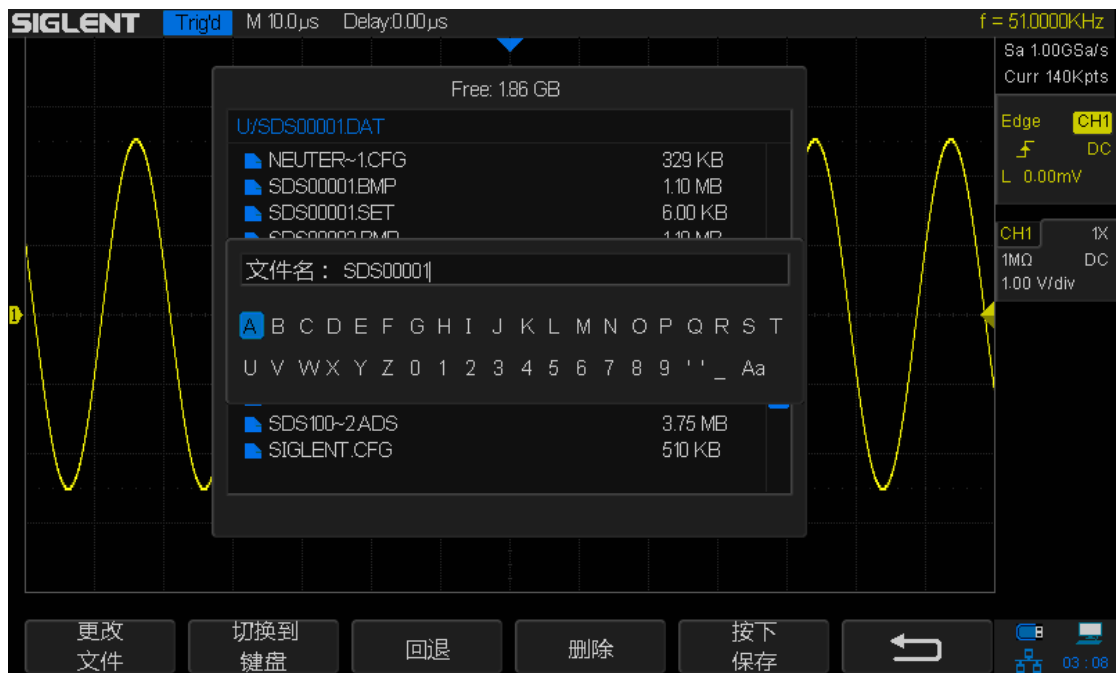 SIGLENT Trig'd M 10.0μs Delay:0.00μs f = 51.0000KHz
Sa 1.00GSa/s
Curr 140Kpts
Edge CH1
DC
L 0.00mV
CH1 1X
1MΩ DC
1.00 V/div
Free: 1.86 GB
U/SDS00001.DAT
NEUTER~1.CFG 329 KB
SDS00001.BMP 1.10 MB
SDS00001.SET 6.00 KB
文件名： SDS00001
A B C D E F G H I J K L M N O P Q R S T
U V W X Y Z 0 1 2 3 4 5 6 7 8 9 ' ' _ Aa
SDS100~2.ADS 3.75 MB
SIGLENT.CFG 510 KB
1
更改
文件
切换到
键盘
回退
删除
按下
保存
03:08